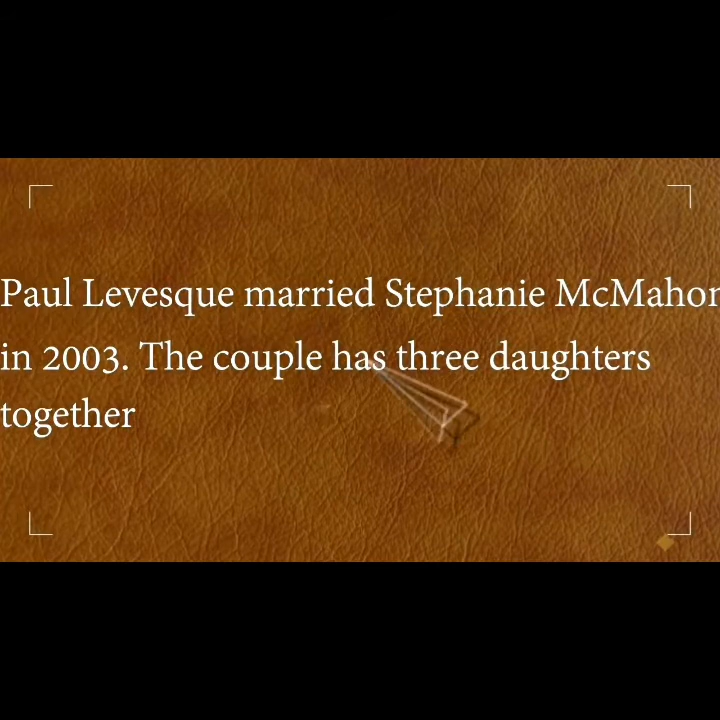 Paul Levesque married Stephanie McMahon
in 2003. The couple has three daughters
together